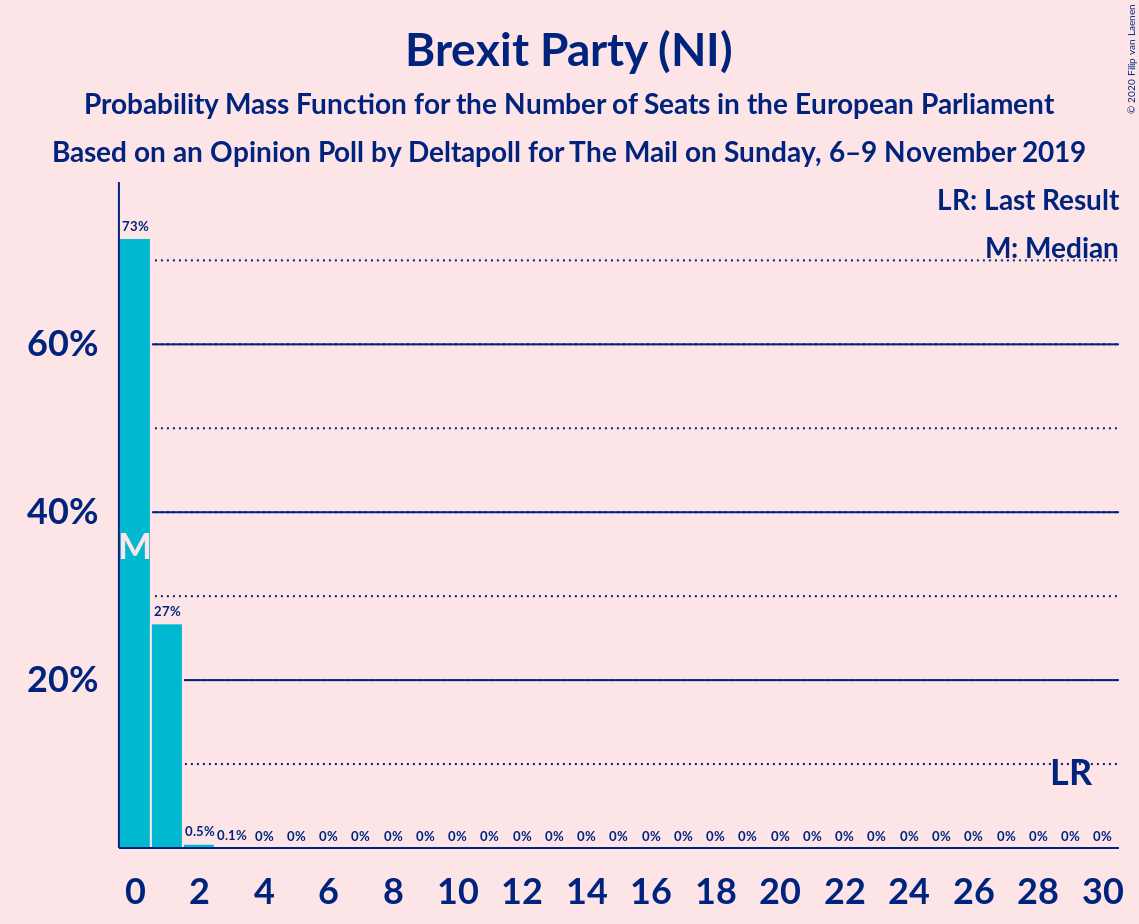 Brexit Party (NI)
Probability Mass Function for the Number of Seats in the European Parliament
Based on an Opinion Poll by Deltapoll for The Mail on Sunday, 6–9 November 2019
© 2020 Filip van Laenen
LR: Last Result
M: Median
73%
60%
40%
M
27%
20%
LR
0.5% 0.1% 0% 0% 0% 0% 0% 0% 0% 0% 0% 0% 0% 0% 0% 0% 0% 0% 0% 0% 0% 0% 0% 0% 0% 0% 0% 0% 0%
0 2 4 6 8 10 12 14 16 18 20 22 24 26 28 30